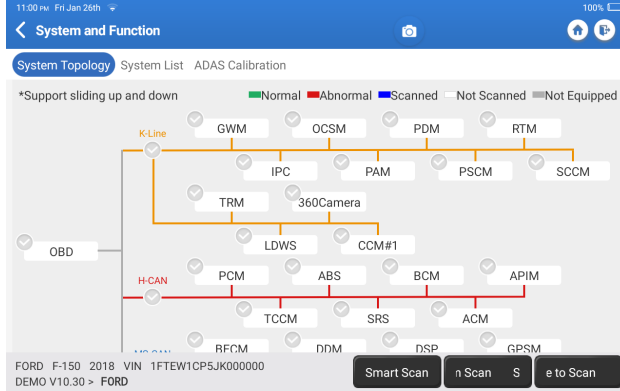 11:00 PM Fri Jan 26th 100%
System and Function
System Topology System List ADAS Calibration
*Support sliding up and down Normal Abnormal Scanned Not Scanned Not Equipped
K-Line GWM OCSM PDM RTM
IPC PAM PSCM SCCM
TRM 360Camera
LDWS CCM#1
OBD
H-CAN PCM ABS BCM APIM
TCCM SRS ACM
BECM DDM DSP GPSM
FORD F-150 2018 VIN 1FTEW1CP5JK000000
DEMO V10.30 > FORD
Smart Scan n Scan S e to Scan